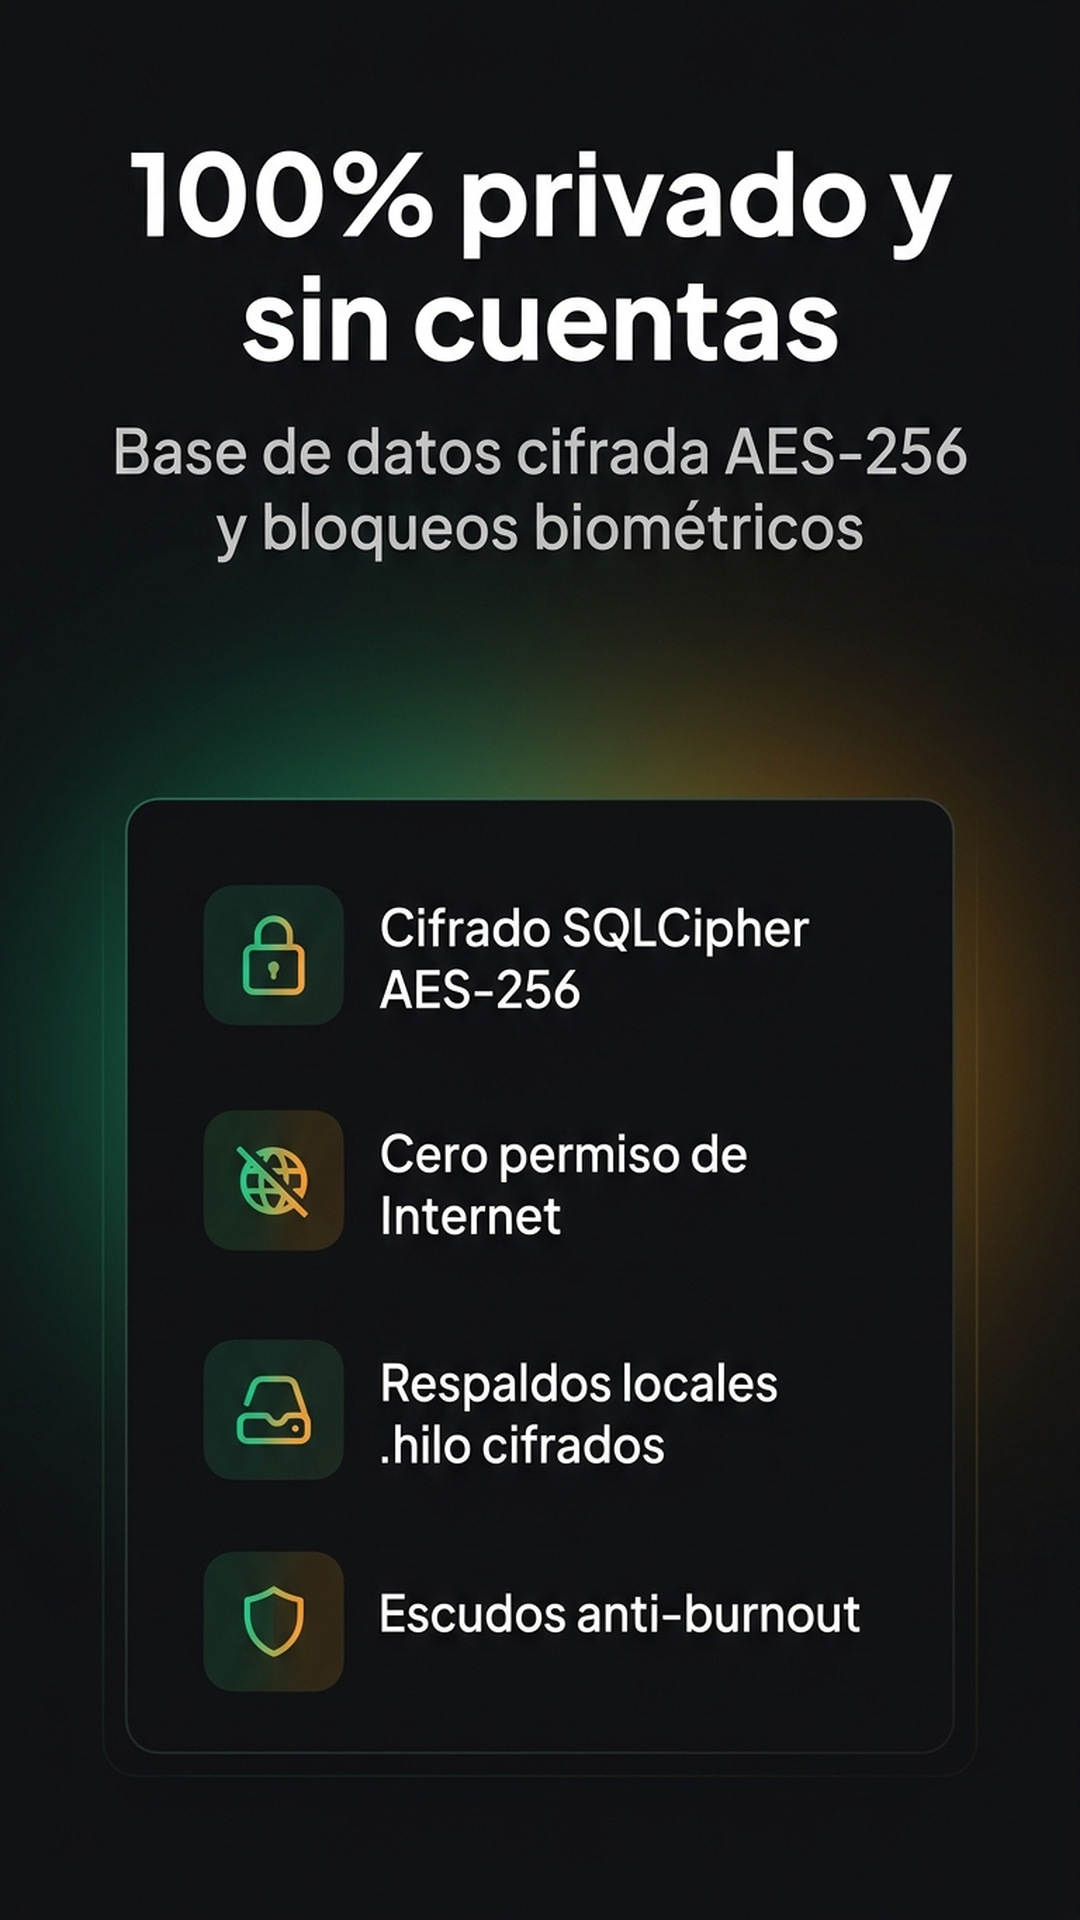 100% privado y
sin cuentas
Base de datos cifrada AES-256
y bloqueos biométricos
Cifrado SQLCipher
AES-256
Cero permiso de
Internet
Respaldos locales
.hilo cifrados
Escudos anti-burnout